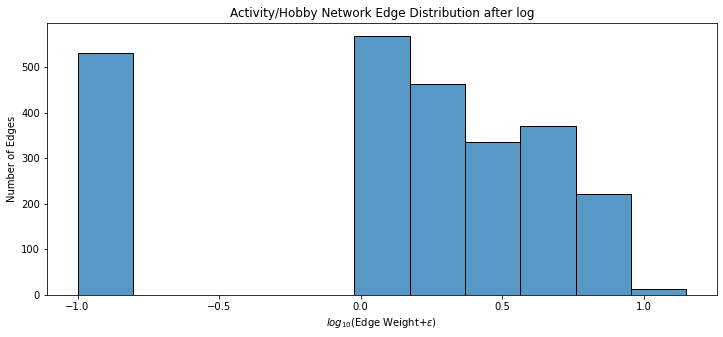 Activity/Hobby Network Edge Distribution after log
Number of Edges
500
400
300
200
100
0
−1.0 −0.5 0.0 0.5 1.0
log₁₀(Edge Weight+ε)